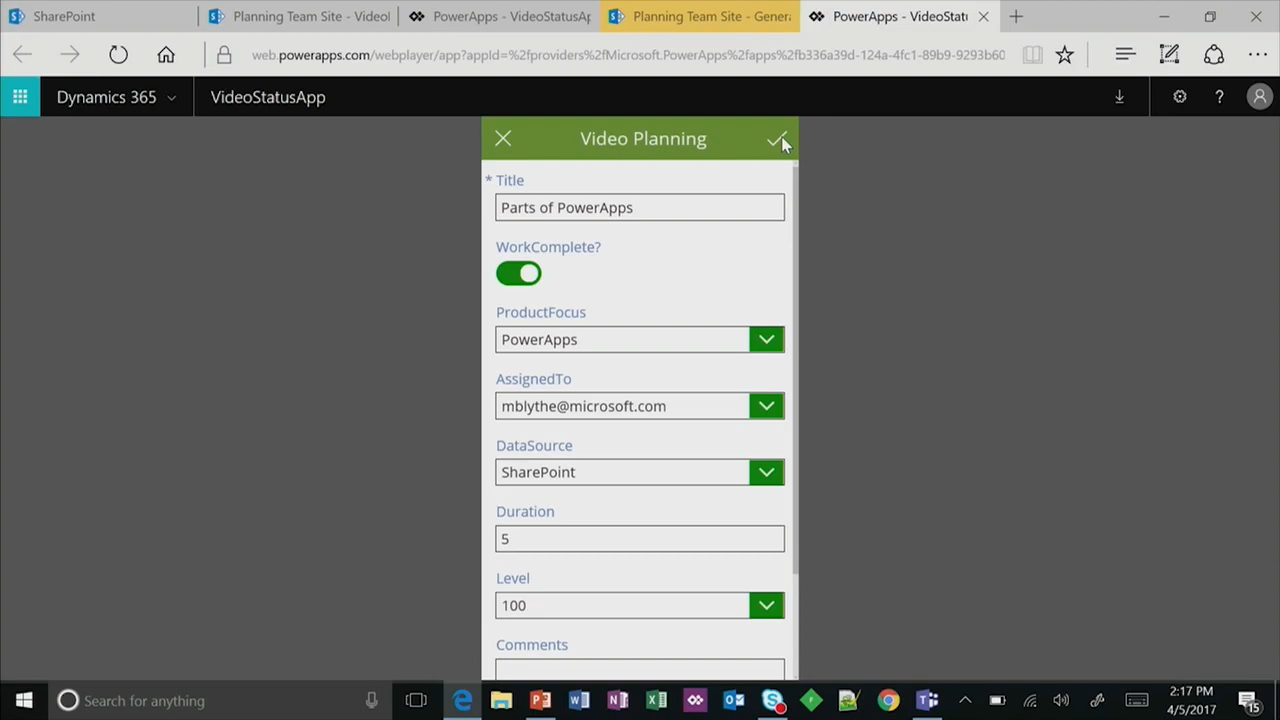 SharePoint
Planning Team Site - Videol
PowerApps - VideoStatusAp
Planning Team Site - Genera
PowerApps - VideoStatu
web.powerapps.com/webplayer/app?appId=%2fproviders%2fMicrosoft.PowerApps%2fapps%2fb336a39d-124a-4fc1-89b9-9293b60
Dynamics 365
VideoStatusApp
?
Video Planning
* Title
Parts of PowerApps
WorkComplete?
ProductFocus
PowerApps
AssignedTo
mblythe@microsoft.com
DataSource
SharePoint
Duration
5
Level
100
Comments
Search for anything
2:17 PM
4/5/2017
15